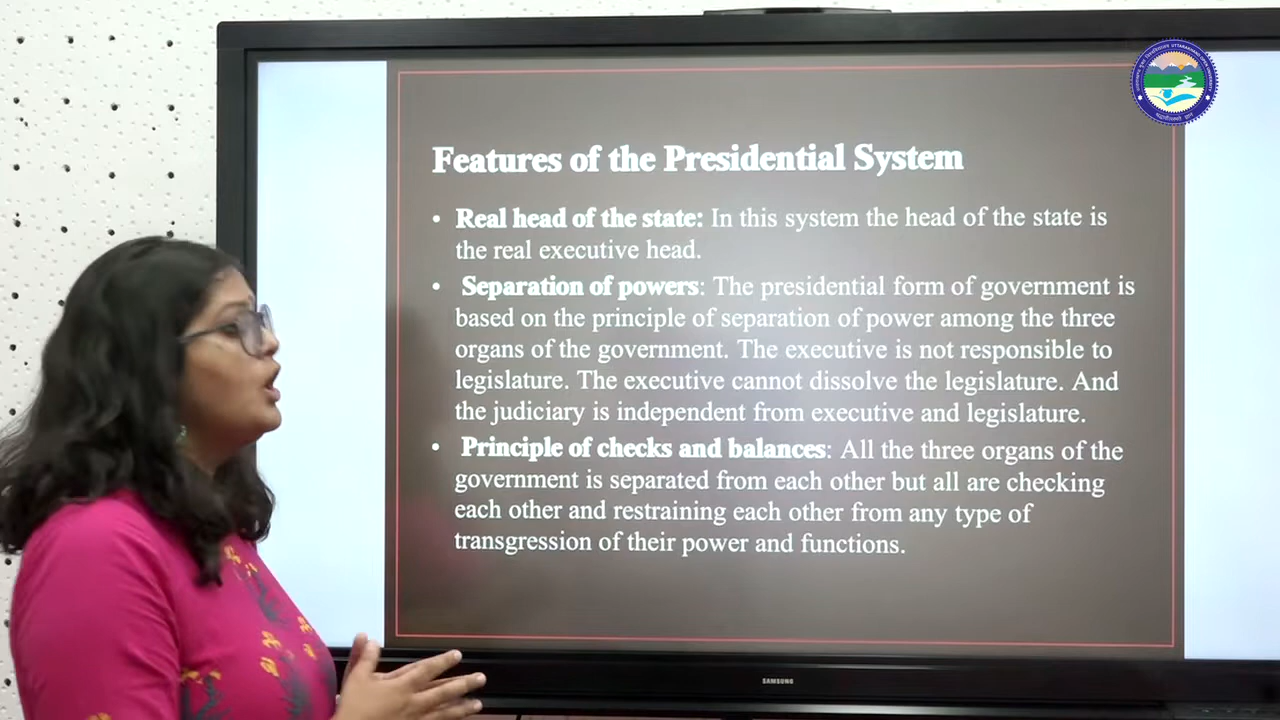 Features of the Presidential System
• Real head of the state: In this system the head of the state is
the real executive head.
• Separation of powers: The presidential form of government is
based on the principle of separation of power among the three
organs of the government. The executive is not responsible to
legislature. The executive cannot dissolve the legislature. And
the judiciary is independent from executive and legislature.
• Principle of checks and balances: All the three organs of the
government is separated from each other but all are checking
each other and restraining each other from any type of
transgression of their power and functions.
SAMSUNG